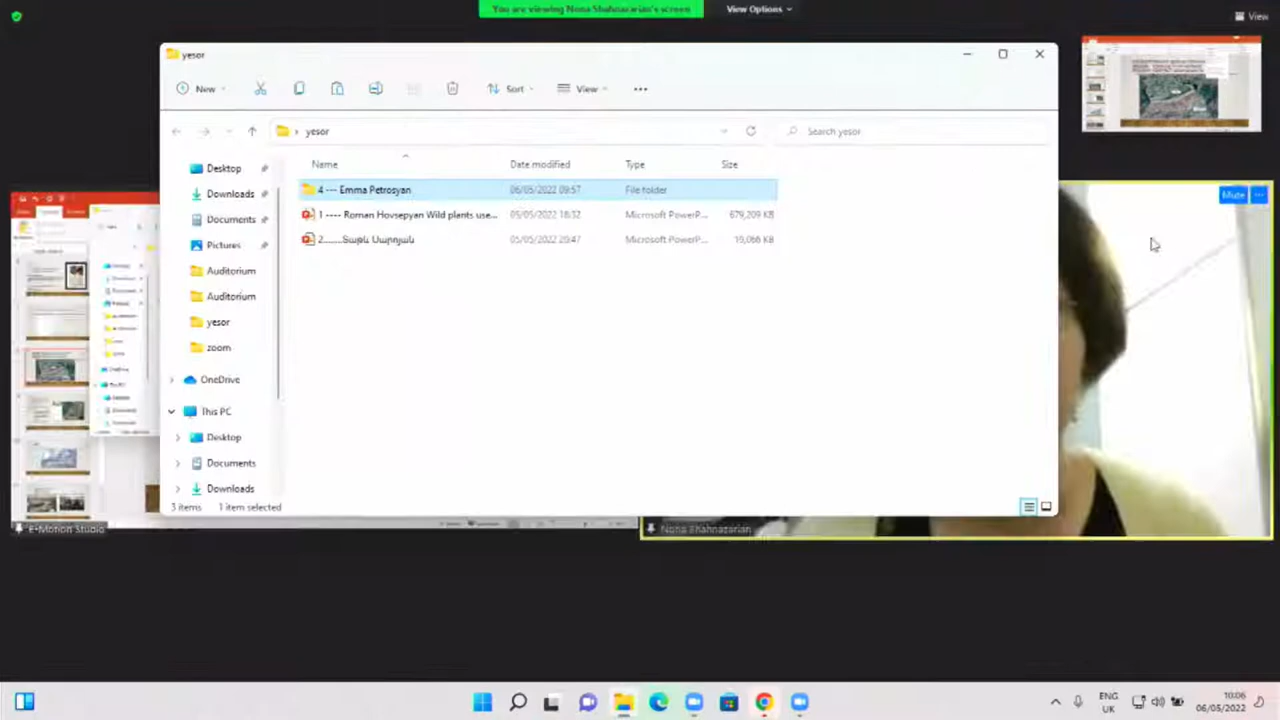 You are viewing Nona Shahnazarian's screen
View Options
View
yesor
New
Sort
View
yesor
Search yesor
Name
Date modified
Type
Size
4 --- Emma Petrosyan
06/05/2022 09:57
File folder
1 ---- Roman Hovsepyan Wild plants use...
05/05/2022 18:32
Microsoft PowerP...
679,209 KB
2.......Տաթև Մարոյան
05/05/2022 20:47
Microsoft PowerP...
19,066 KB
Desktop
Downloads
Documents
Pictures
Auditorium
Auditorium
yesor
zoom
OneDrive
This PC
Desktop
Documents
Downloads
3 items
1 item selected
Mute
E-Motion Studio
Nona Shahnazarian
ENG
UK
10:06
06/05/2022